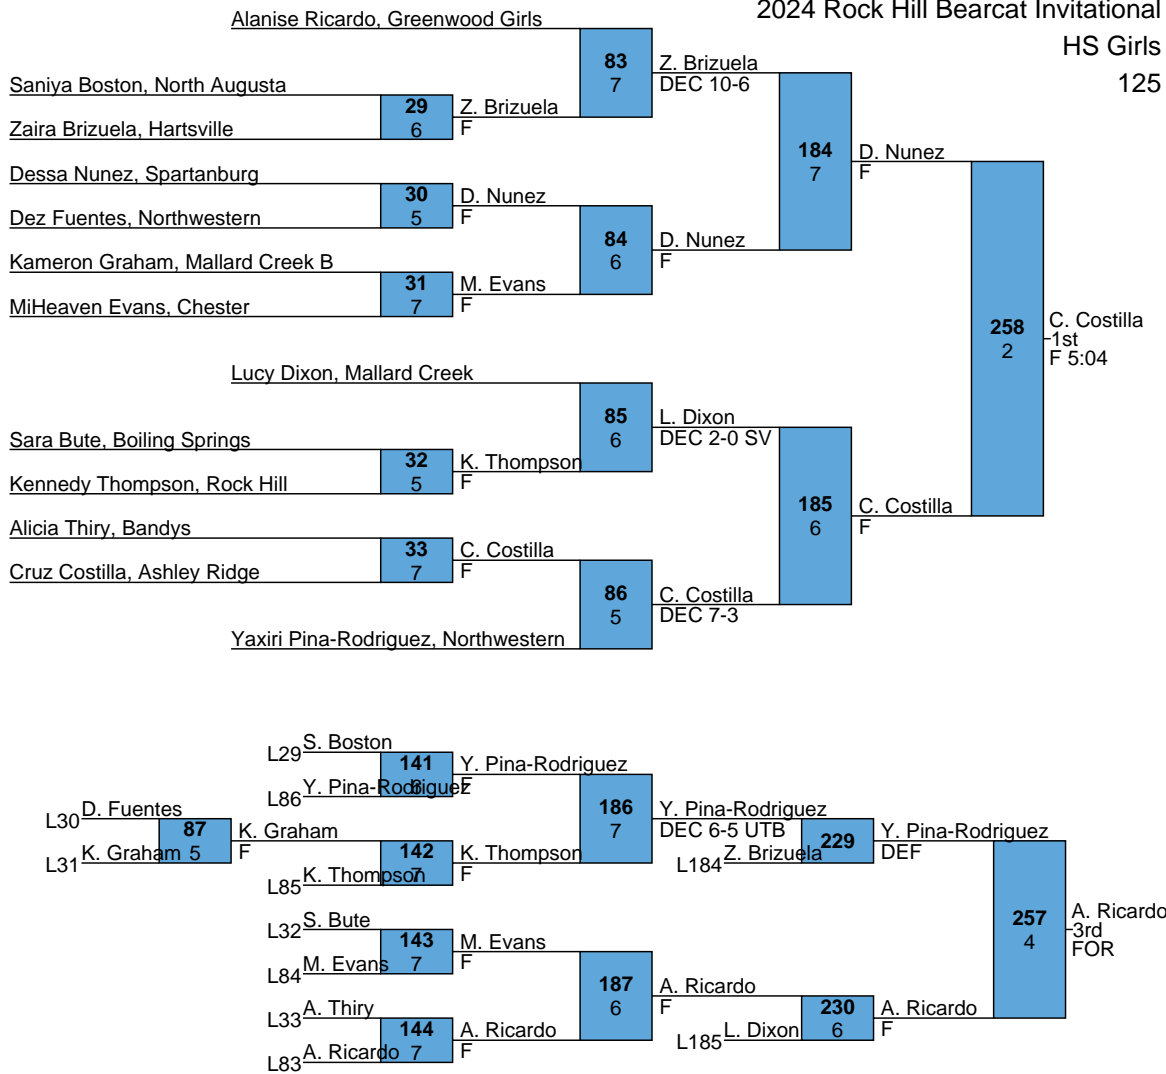 2024 Rock Hill Bearcat Invitational
HS Girls
125
Alanise Ricardo, Greenwood Girls
83
7
Z. Brizuela
DEC 10-6
Saniya Boston, North Augusta
29
6
Z. Brizuela
F
Zaira Brizuela, Hartsville
184
7
D. Nunez
F
Dessa Nunez, Spartanburg
30
5
D. Nunez
F
Dez Fuentes, Northwestern
84
6
D. Nunez
F
Kameron Graham, Mallard Creek B
31
7
M. Evans
F
MiHeaven Evans, Chester
258
2
C. Costilla
1st
F 5:04
Lucy Dixon, Mallard Creek
85
6
L. Dixon
DEC 2-0 SV
Sara Bute, Boiling Springs
32
5
K. Thompson
F
Kennedy Thompson, Rock Hill
185
6
C. Costilla
F
Alicia Thiry, Bandys
33
7
C. Costilla
F
Cruz Costilla, Ashley Ridge
86
5
C. Costilla
DEC 7-3
Yaxiri Pina-Rodriguez, Northwestern
L29
S. Boston
141
6
Y. Pina-Rodriguez
F
L86
Y. Pina-Rodriguez
186
7
Y. Pina-Rodriguez
DEC 6-5 UTB
L30
D. Fuentes
87
5
K. Graham
F
L31
K. Graham
142
7
K. Thompson
F
L85
K. Thompson
L184
Z. Brizuela
229
Y. Pina-Rodriguez
DEF
L32
S. Bute
143
7
M. Evans
F
L84
M. Evans
257
4
A. Ricardo
3rd
FOR
187
6
A. Ricardo
F
L33
A. Thiry
144
7
A. Ricardo
F
L83
A. Ricardo
L185
L. Dixon
230
6
A. Ricardo
F